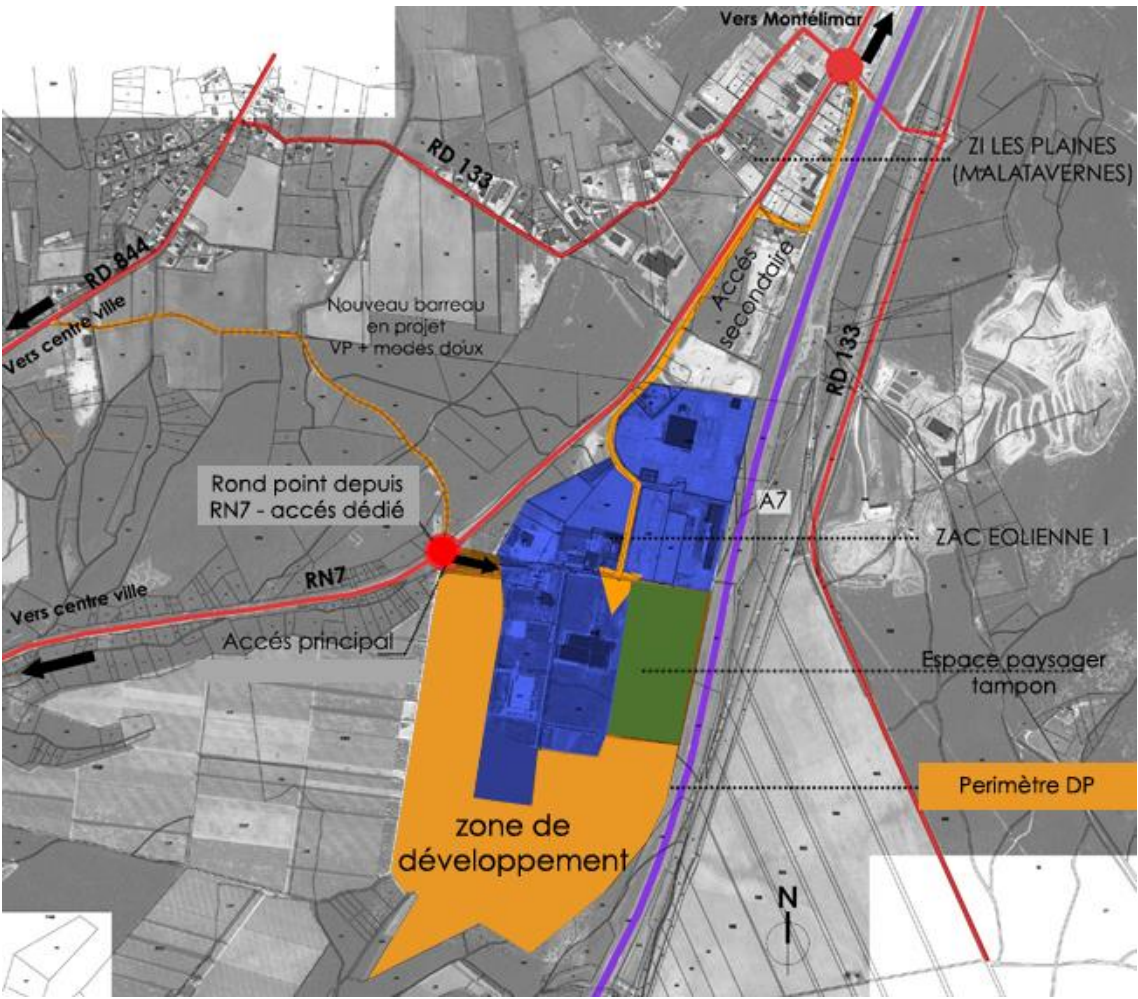 Vers Montélimar
ZI LES PLAINES
(MALATAVERNES)
RD 133
RD 844
Vers centre ville
Accés
secondaire
Nouveau barreau
en projet
VP + modes doux
RD 133
Rond point depuis
RN7 - accés dédié
A7
ZAC EOLIENNE 1
RN7
Vers centre ville
Accés principal
Espace paysager
tampon
Perimètre DP
zone de
développement
N